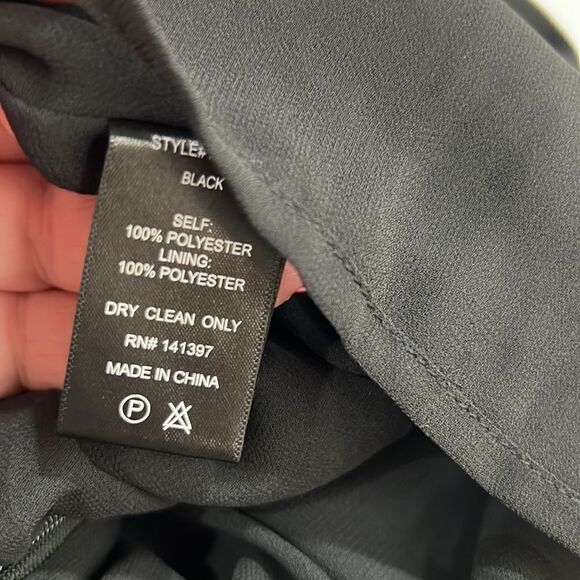 STYLE#
BLACK
SELF:
100% POLYESTER
LINING:
100% POLYESTER
DRY CLEAN ONLY
RN# 141397
MADE IN CHINA
P